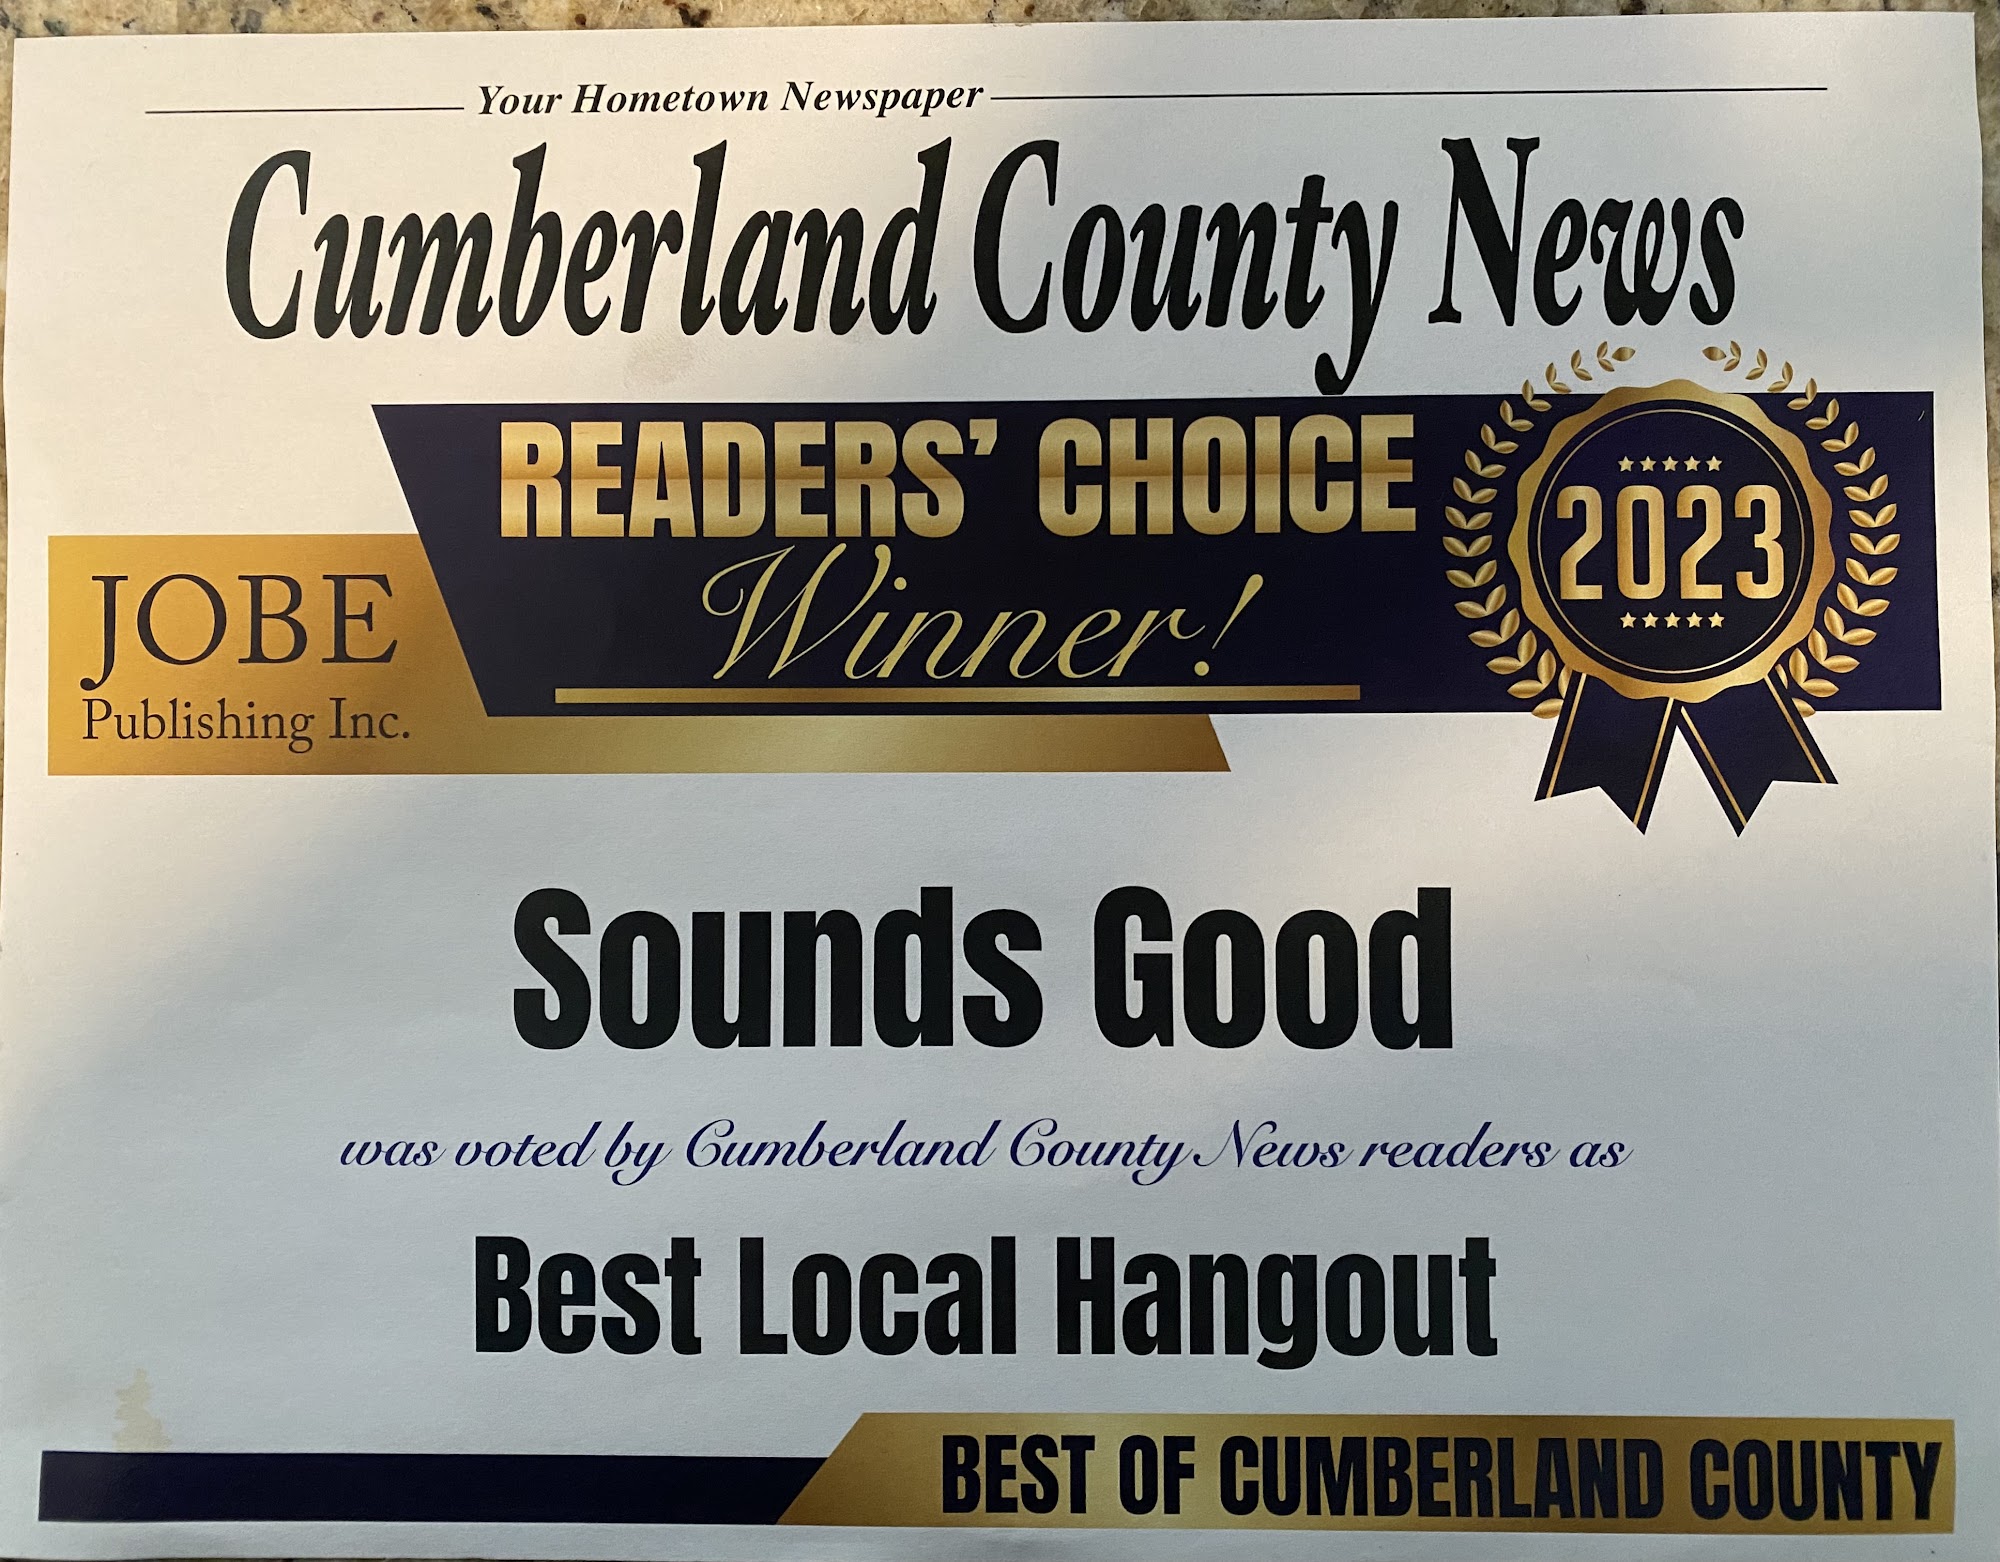 Your Hometown Newspaper
Cumberland County News
READERS' CHOICE
Winner!
2023
JOBE
Publishing Inc.
Sounds Good
was voted by Cumberland County News readers as
Best Local Hangout
BEST OF CUMBERLAND COUNTY